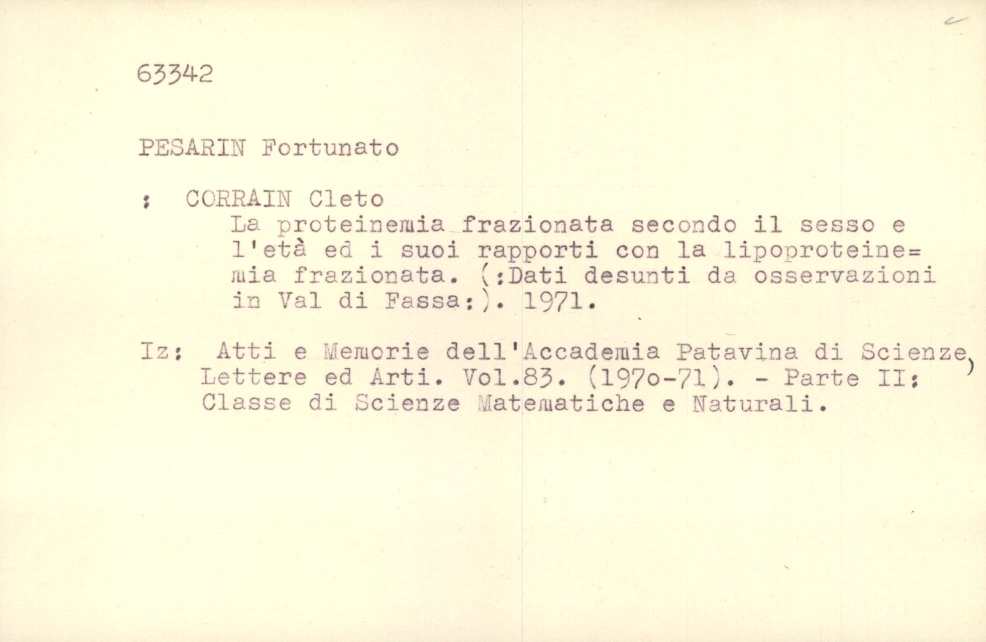 63342
PESARIN Fortunato
: CORRAIN Cleto
La proteinemia frazionata secondo il sesso e
l'età ed i suoi rapporti con la lipoproteine=
mia frazionata. (:Dati desunti da osservazioni
in Val di Fassa:). 1971.
Iz: Atti e Memorie dell'Accademia Patavina di Scienze,
Lettere ed Arti. Vol.83. (1970-71). - Parte II:
Classe di Scienze Matematiche e Naturali.